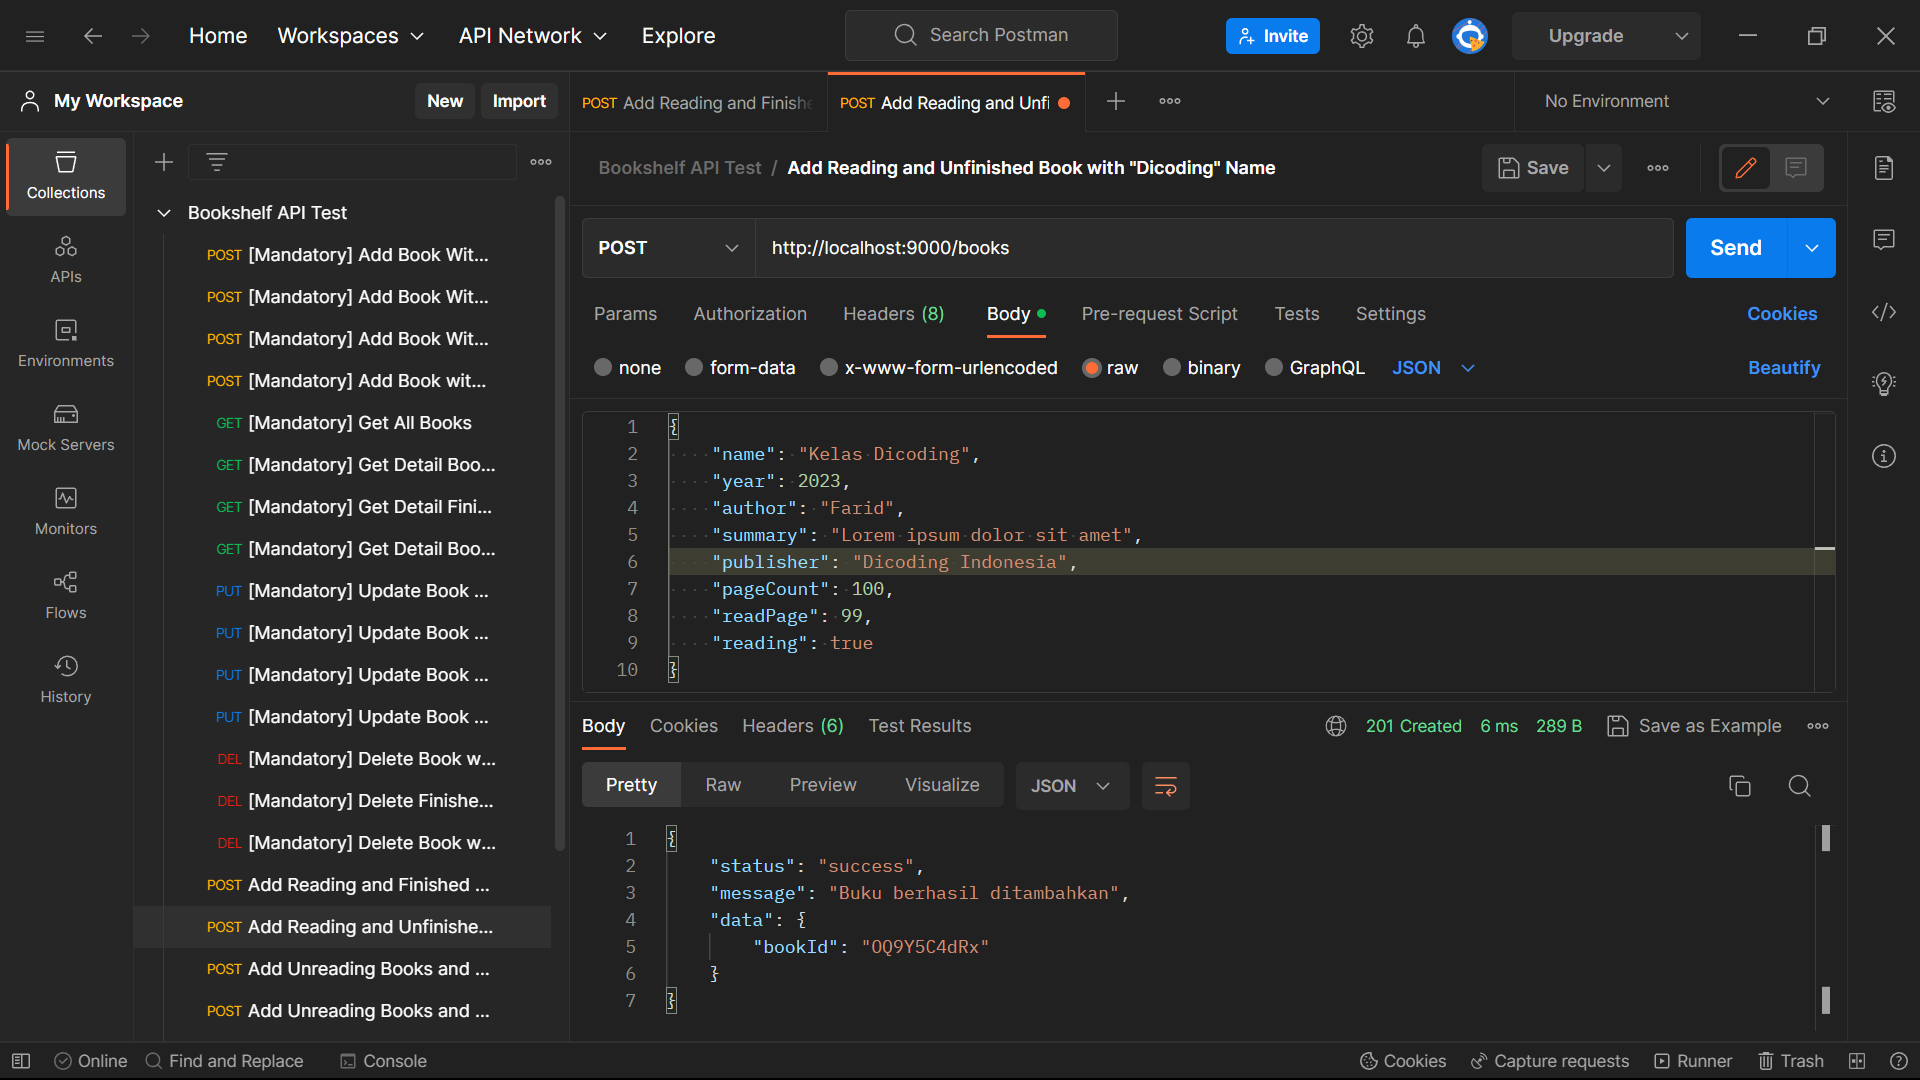 Home Workspaces API Network Explore Search Postman Invite Upgrade
My Workspace New Import
POST Add Reading and Finishe POST Add Reading and Unfi No Environment
Collections
APIs
Environments
Mock Servers
Monitors
Flows
History
Bookshelf API Test
POST [Mandatory] Add Book Wit...
POST [Mandatory] Add Book Wit...
POST [Mandatory] Add Book Wit...
POST [Mandatory] Add Book wit...
GET [Mandatory] Get All Books
GET [Mandatory] Get Detail Boo...
GET [Mandatory] Get Detail Fini...
GET [Mandatory] Get Detail Boo...
PUT [Mandatory] Update Book ...
PUT [Mandatory] Update Book ...
PUT [Mandatory] Update Book ...
PUT [Mandatory] Update Book ...
DEL [Mandatory] Delete Book w...
DEL [Mandatory] Delete Finishe...
DEL [Mandatory] Delete Book w...
POST Add Reading and Finished ...
POST Add Reading and Unfinishe...
POST Add Unreading Books and ...
POST Add Unreading Books and ...
Bookshelf API Test / Add Reading and Unfinished Book with "Dicoding" Name Save
POST http://localhost:9000/books Send
Params Authorization Headers (8) Body Pre-request Script Tests Settings Cookies
none form-data x-www-form-urlencoded raw binary GraphQL JSON Beautify
1 {
2 "name": "Kelas Dicoding",
3 "year": 2023,
4 "author": "Farid",
5 "summary": "Lorem ipsum dolor sit amet",
6 "publisher": "Dicoding Indonesia",
7 "pageCount": 100,
8 "readPage": 99,
9 "reading": true
10 }
Body Cookies Headers (6) Test Results 201 Created 6 ms 289 B Save as Example
Pretty Raw Preview Visualize JSON
1 {
2 "status": "success",
3 "message": "Buku berhasil ditambahkan",
4 "data": {
5 "bookId": "OQ9Y5C4dRx"
6 }
7 }
Online Find and Replace Console Cookies Capture requests Runner Trash